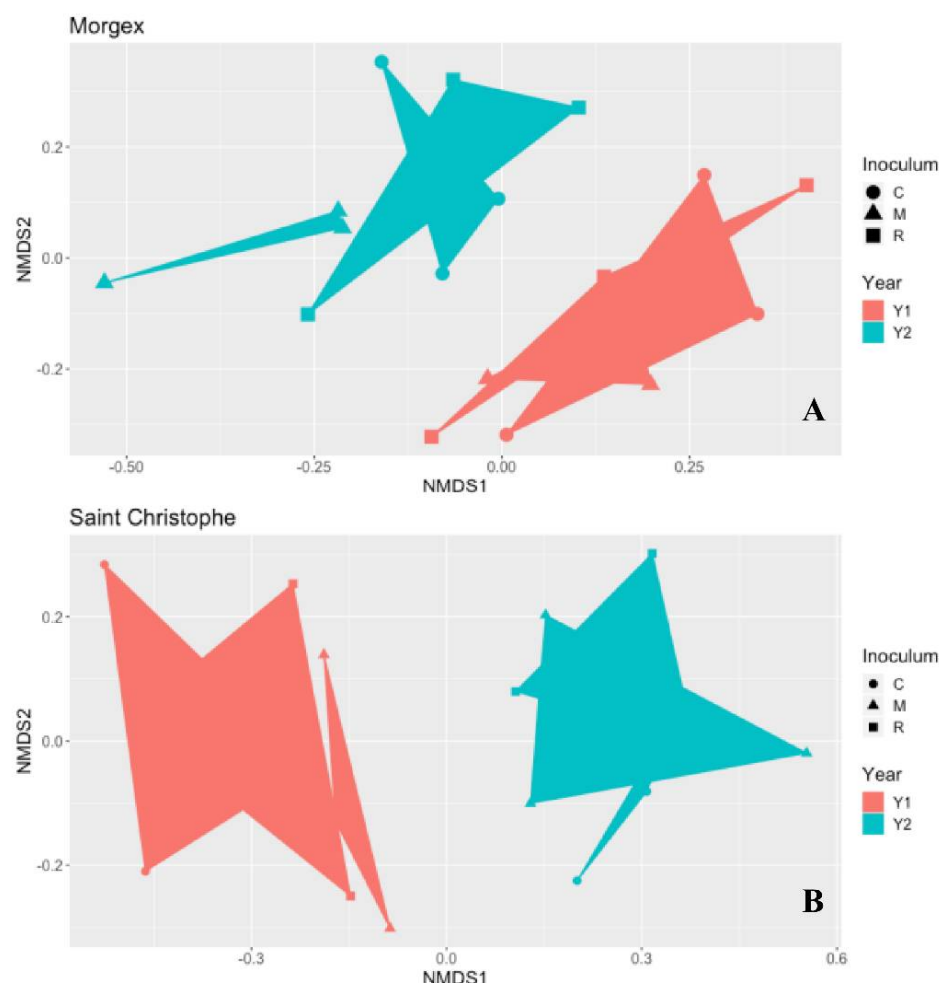 Morgex
0.2
0.0
-0.2
NMDS2
-0.50
-0.25
0.00
0.25
NMDS1
A
Inoculum
C
M
R
Year
Y1
Y2
Saint Christophe
0.2
0.0
-0.2
NMDS2
-0.3
0.0
0.3
0.6
NMDS1
B
Inoculum
C
M
R
Year
Y1
Y2